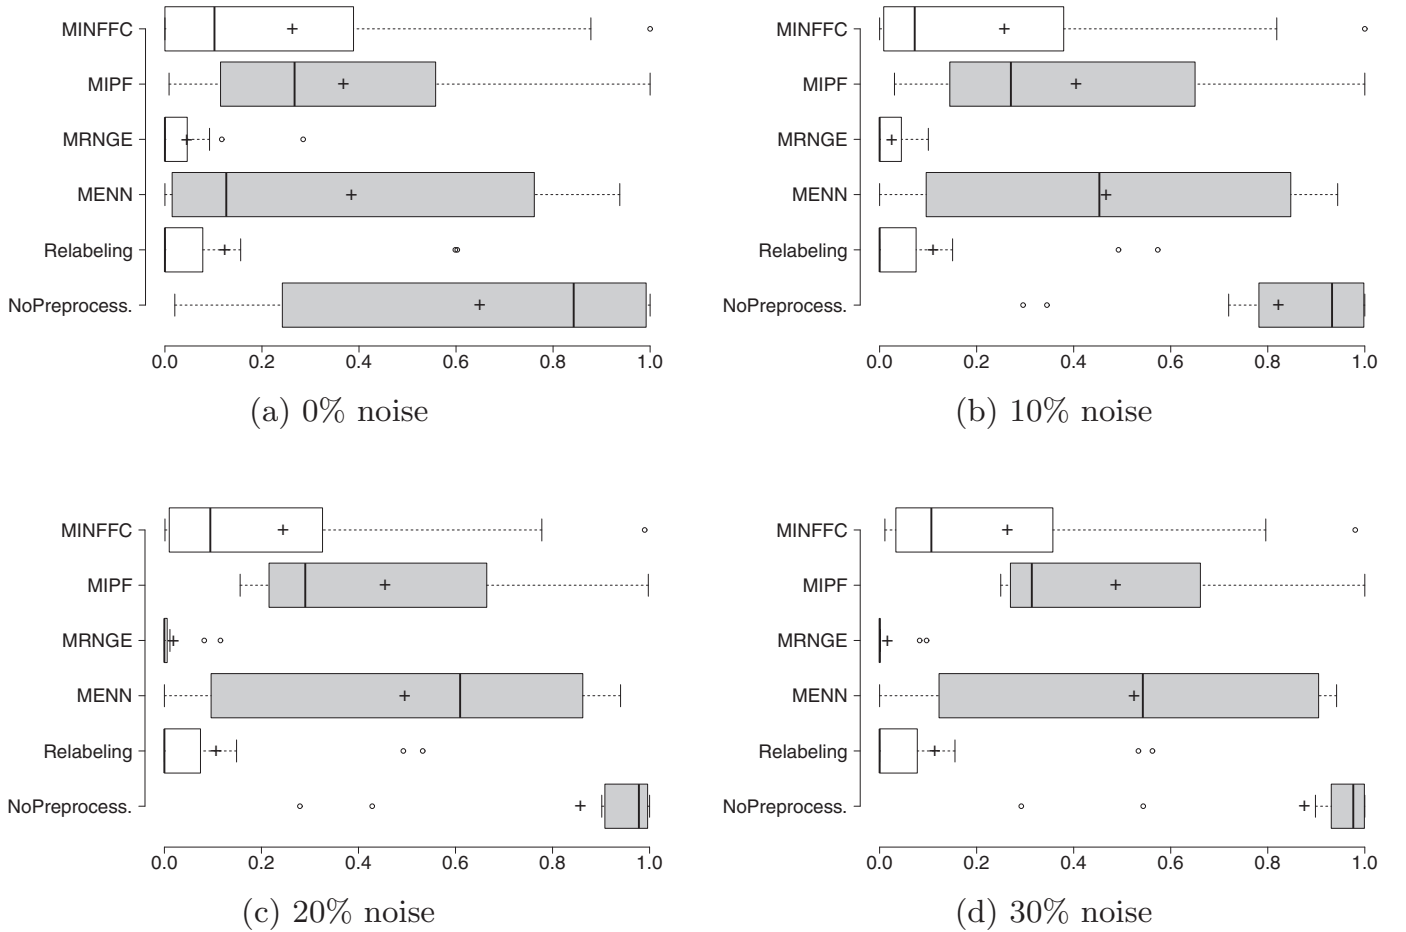 MINFFC
MIPF
MRNGE
MENN
Relabeling
NoPreprocess.
0.0 0.2 0.4 0.6 0.8 1.0
(a) 0% noise
MINFFC
MIPF
MRNGE
MENN
Relabeling
NoPreprocess.
0.0 0.2 0.4 0.6 0.8 1.0
(b) 10% noise
MINFFC
MIPF
MRNGE
MENN
Relabeling
NoPreprocess.
0.0 0.2 0.4 0.6 0.8 1.0
(c) 20% noise
MINFFC
MIPF
MRNGE
MENN
Relabeling
NoPreprocess.
0.0 0.2 0.4 0.6 0.8 1.0
(d) 30% noise